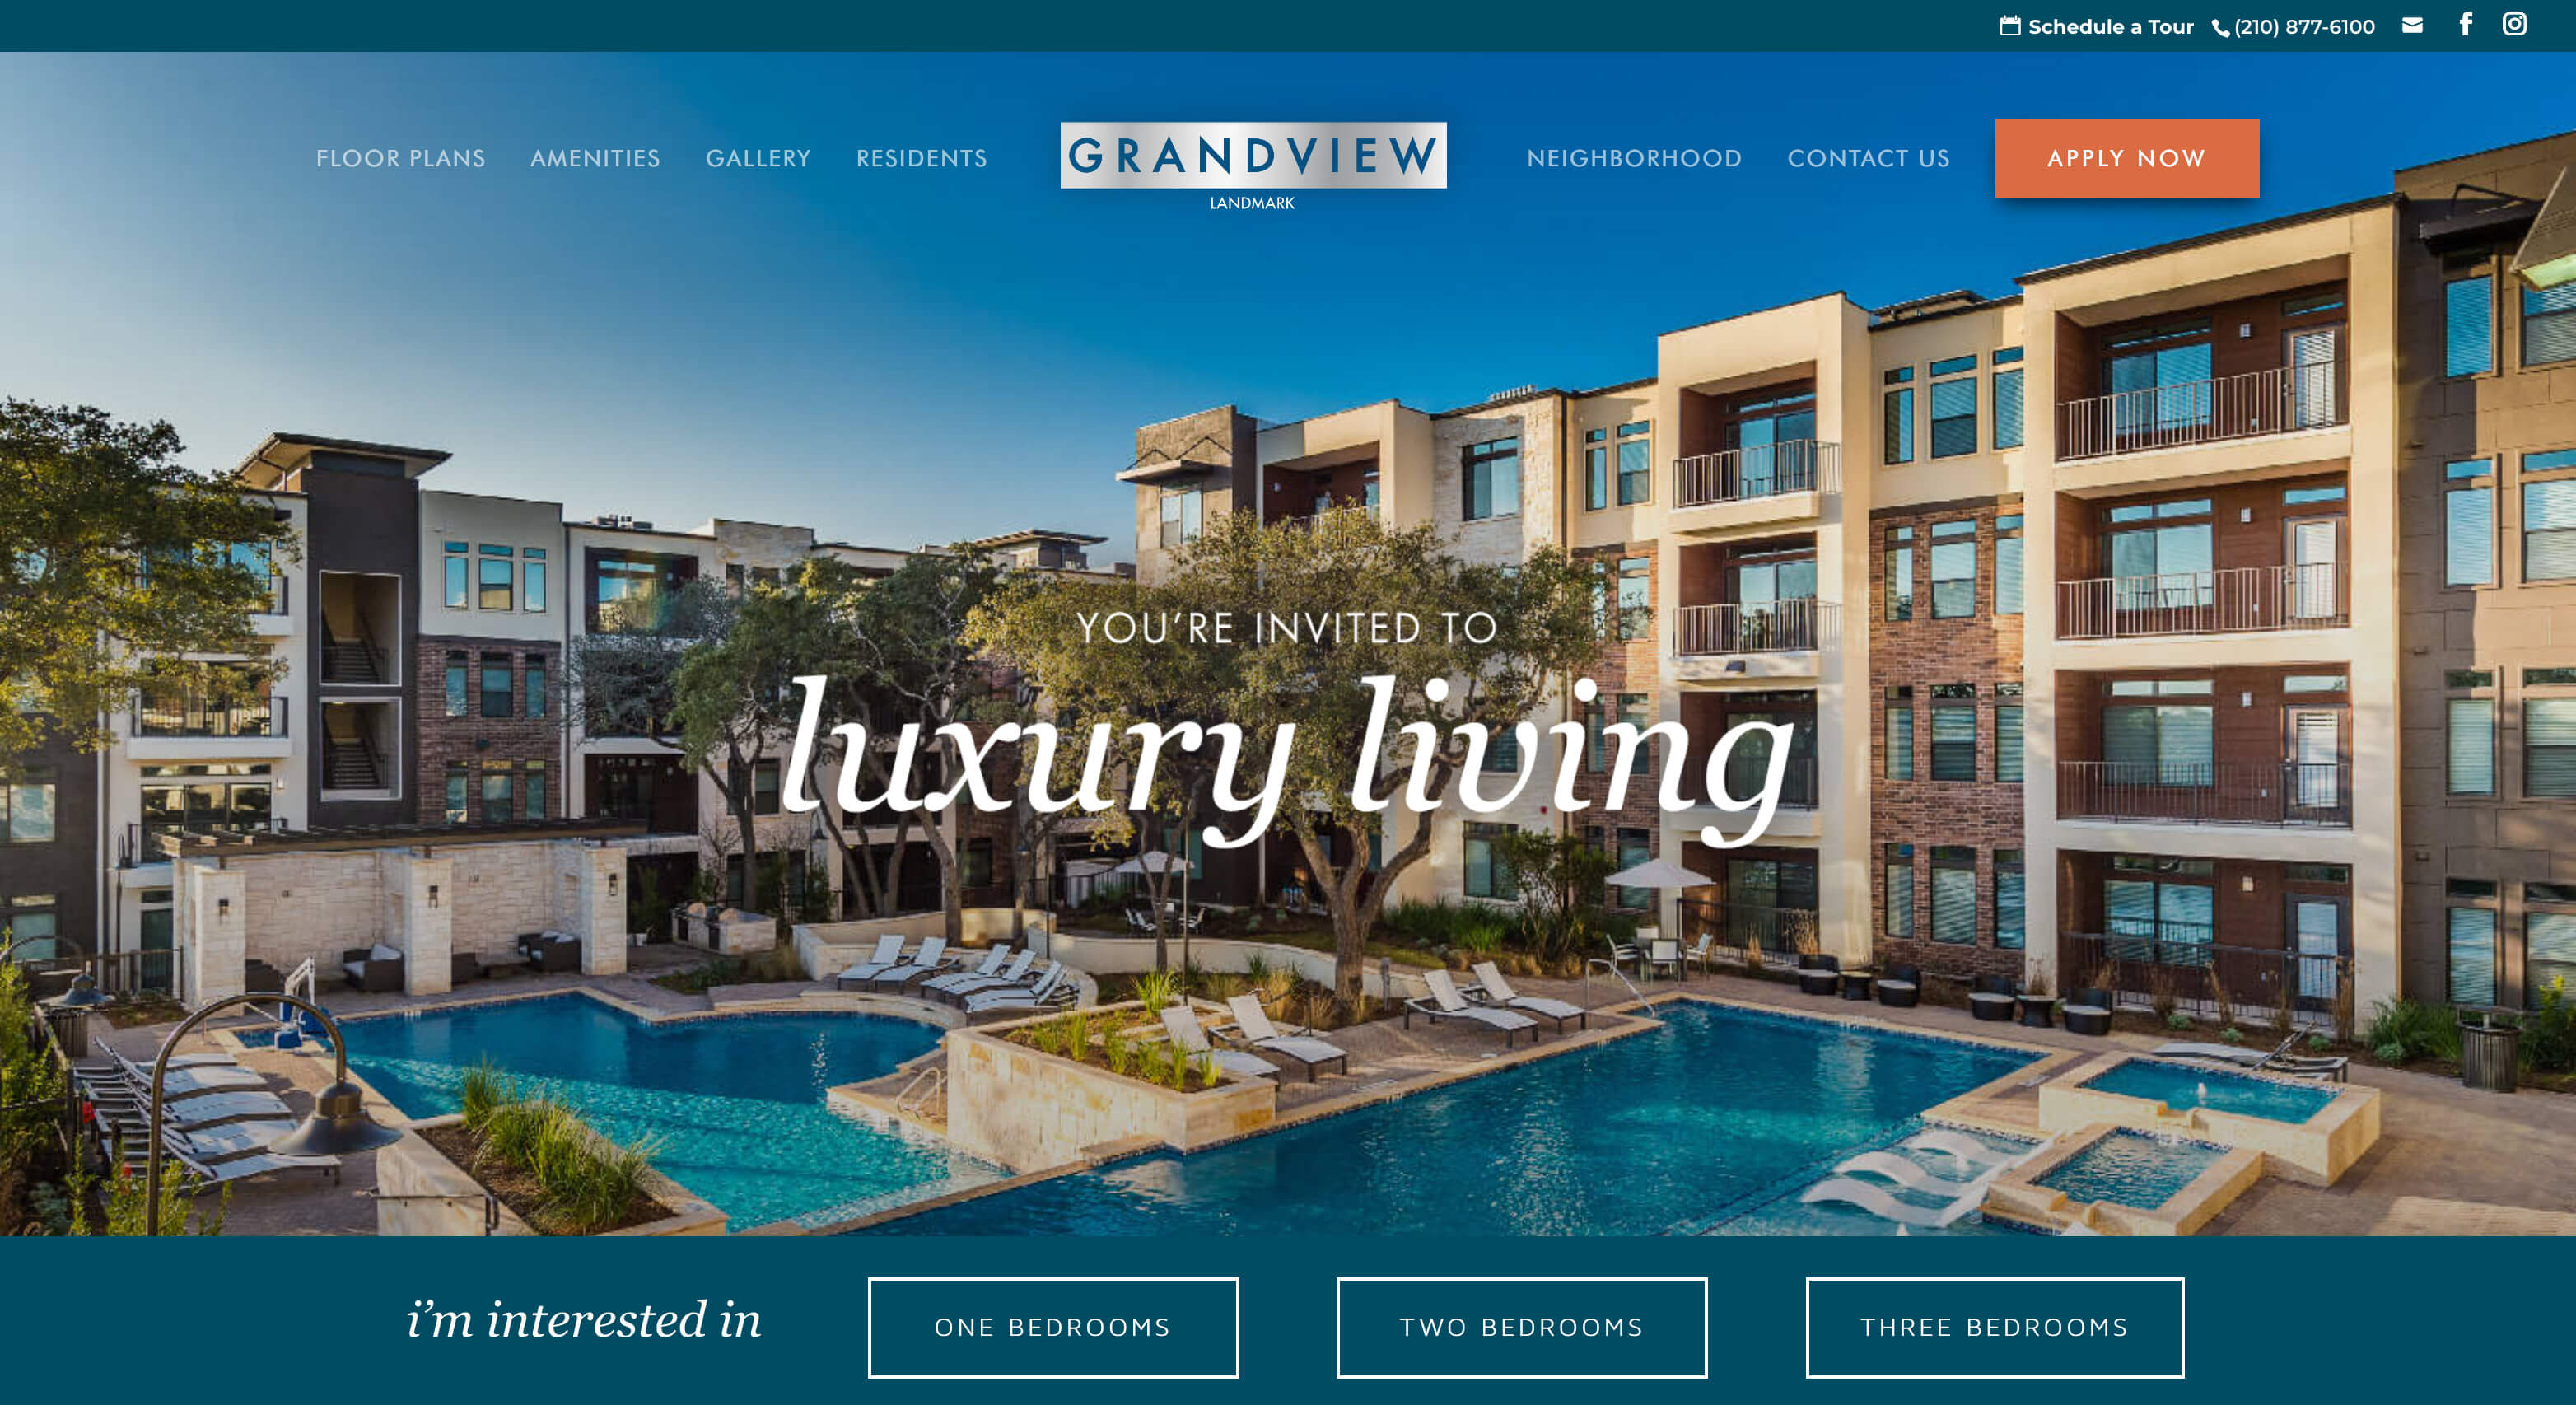 Schedule a Tour (210) 877-6100
FLOOR PLANS AMENITIES GALLERY RESIDENTS GRANDVIEW NEIGHBORHOOD CONTACT US APPLY NOW
LANDMARK
YOU'RE INVITED TO
luxury living
i'm interested in ONE BEDROOMS TWO BEDROOMS THREE BEDROOMS